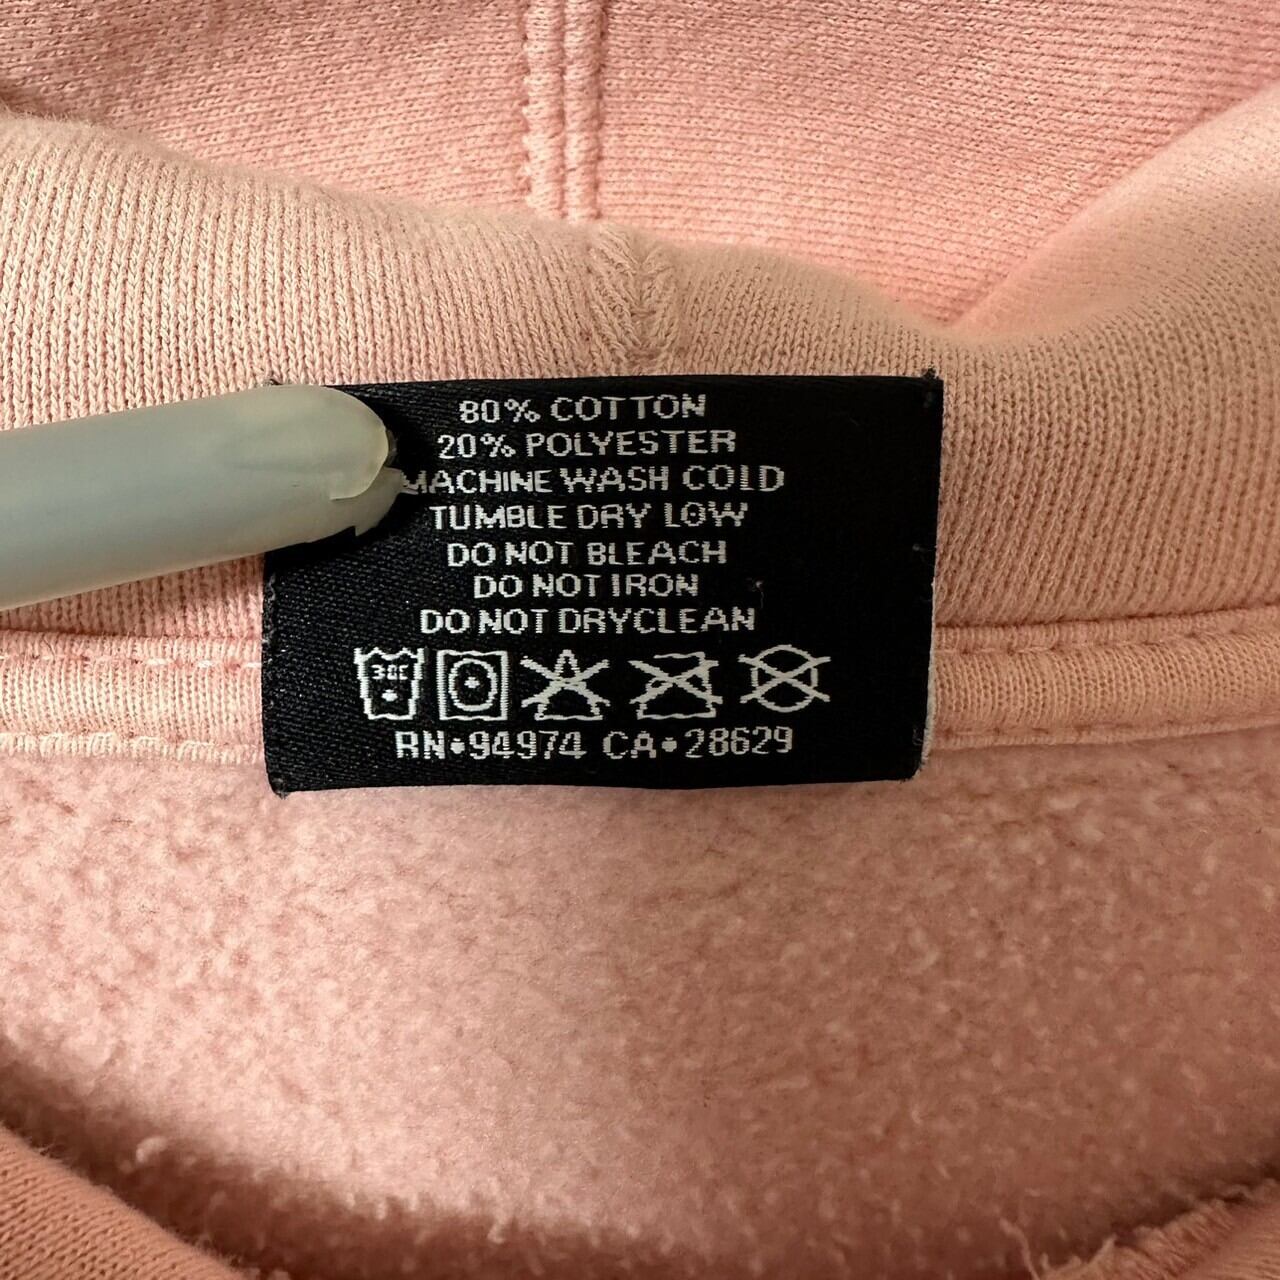 80% COTTON
20% POLYESTER
MACHINE WASH COLD
TUMBLE DRY LOW
DO NOT BLEACH
DO NOT IRON
DO NOT DRYCLEAN
RN•94974 CA•28629